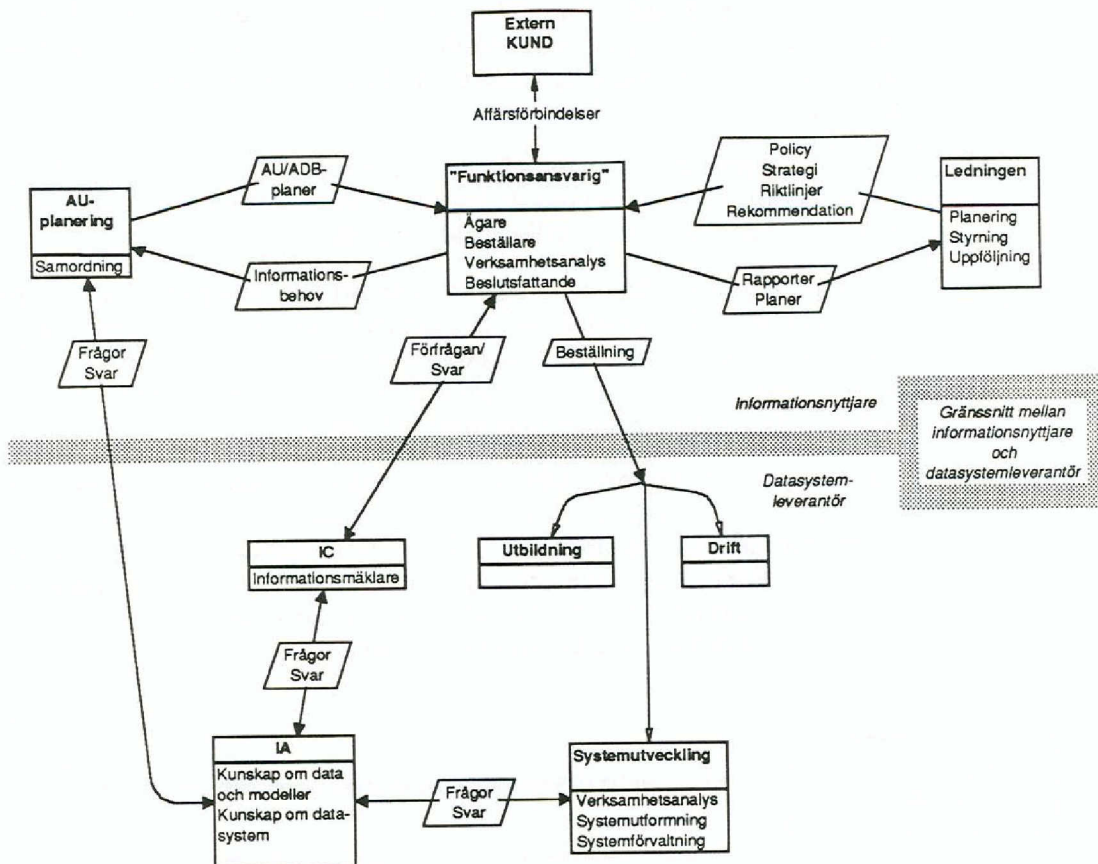 Extern
KUND
Affärsförbindelser
AU/ADB-
planer
"Funktionsansvarig"
Ägare
Beställare
Verksamhetsanalys
Beslutsfattande
Policy
Strategi
Riktlinjer
Rekommendation
Ledningen
Planering
Styrning
Uppföljning
AU-
planering
Samordning
Informations-
behov
Rapporter
Planer
Frågor
Svar
Förfrågan/
Svar
Beställning
Informationsnyttjare
Gränssnitt mellan
informationsnyttjare
och
datasystemleverantör
Datasystem-
leverantör
IC
Informationsmäklare
Utbildning
Drift
Frågor
Svar
IA
Kunskap om data
och modeller
Kunskap om data-
system
Frågor
Svar
Systemutveckling
Verksamhetsanalys
Systemutformning
Systemförvaltning